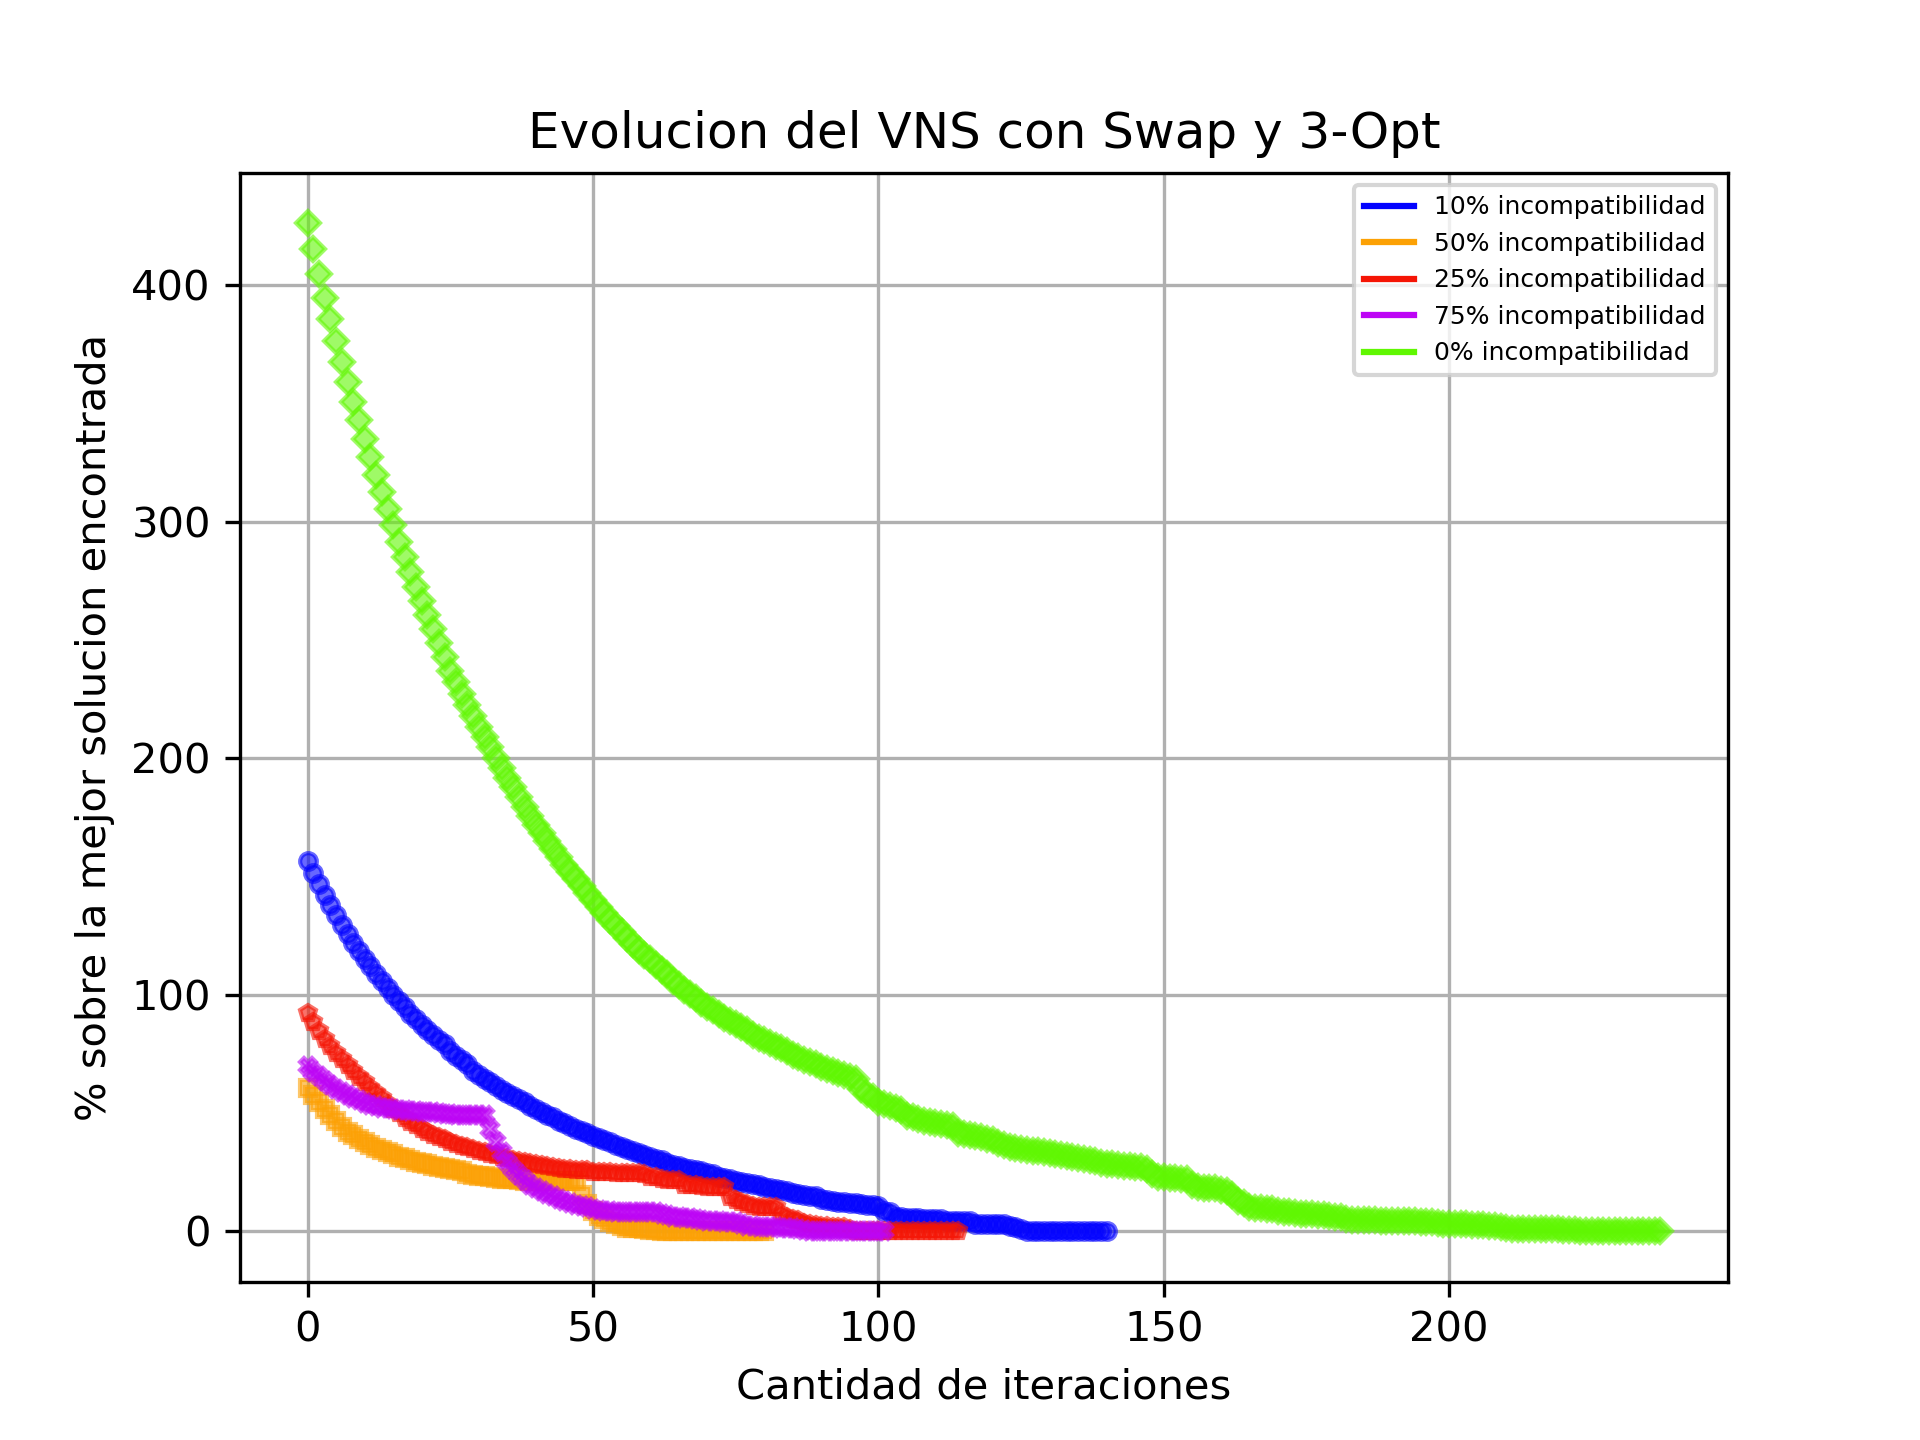 Evolucion del VNS con Swap y 3-Opt
10% incompatibilidad
50% incompatibilidad
25% incompatibilidad
75% incompatibilidad
0% incompatibilidad
% sobre la mejor solucion encontrada
400
300
200
100
0
0 50 100 150 200
Cantidad de iteraciones